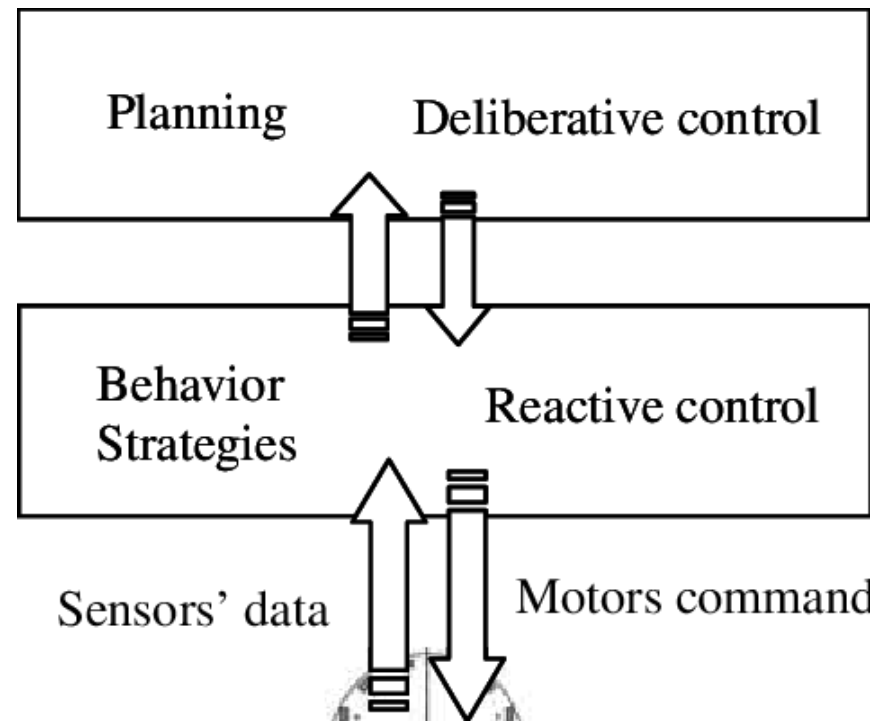 Planning
Deliberative control
Behavior
Strategies
Reactive control
Sensors’ data
Motors command